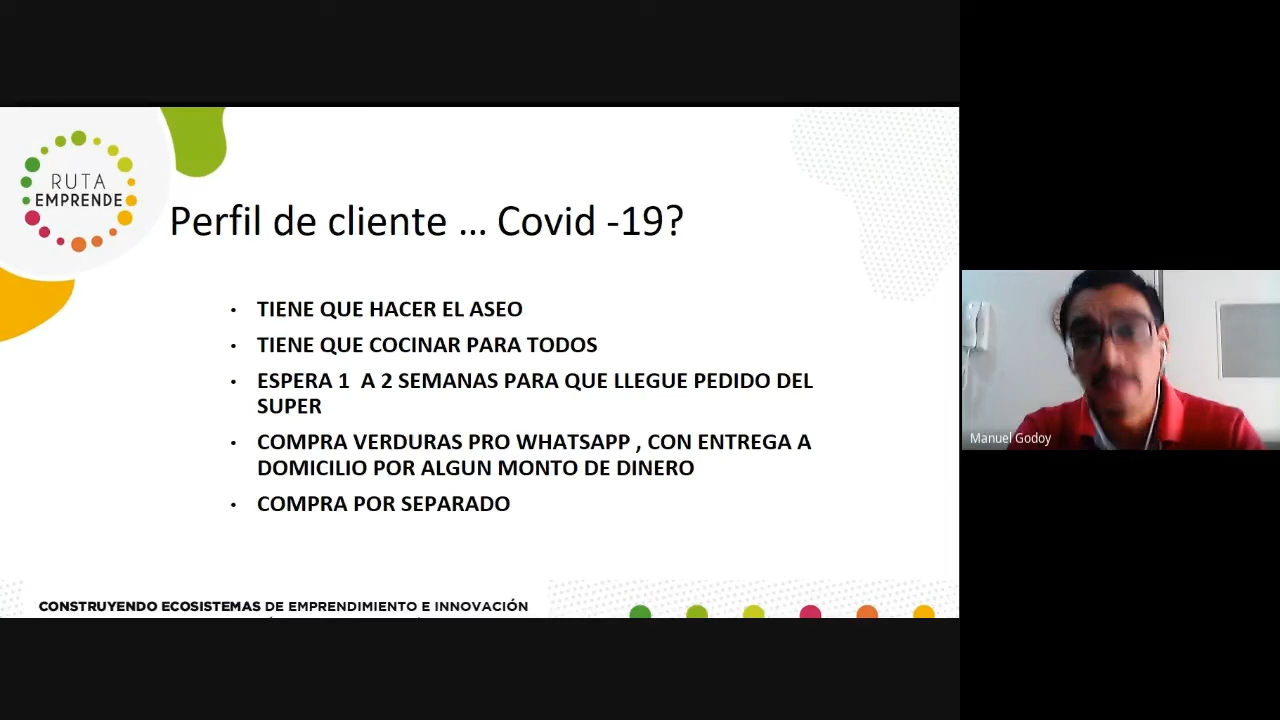 RUTA
EMPRENDE
Perfil de cliente ... Covid -19?
• TIENE QUE HACER EL ASEO
• TIENE QUE COCINAR PARA TODOS
• ESPERA 1 A 2 SEMANAS PARA QUE LLEGUE PEDIDO DEL
SUPER
• COMPRA VERDURAS PRO WHATSAPP , CON ENTREGA A
DOMICILIO POR ALGUN MONTO DE DINERO
• COMPRA POR SEPARADO
Manuel Godoy
CONSTRUYENDO ECOSISTEMAS DE EMPRENDIMIENTO E INNOVACIÓN